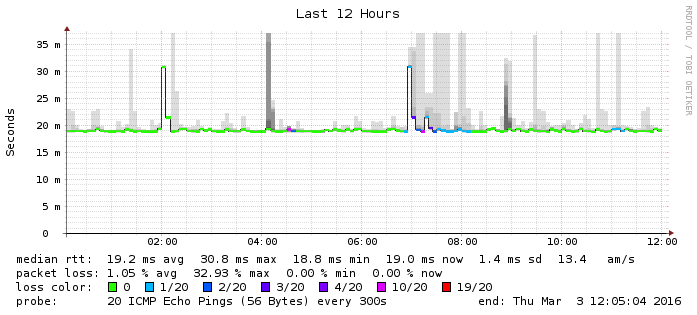 Last 12 Hours
RRDTOOL / TOBI OETIKER
Seconds
35 m
30 m
25 m
20 m
15 m
10 m
5 m
0
02:00 04:00 06:00 08:00 10:00 12:00
median rtt: 19.2 ms avg 30.8 ms max 18.8 ms min 19.0 ms now 1.4 ms sd 13.4 am/s
packet loss: 1.05 % avg 32.93 % max 0.00 % min 0.00 % now
loss color: 0 1/20 2/20 3/20 4/20 10/20 19/20
probe: 20 ICMP Echo Pings (56 Bytes) every 300s end: Thu Mar 3 12:05:04 2016